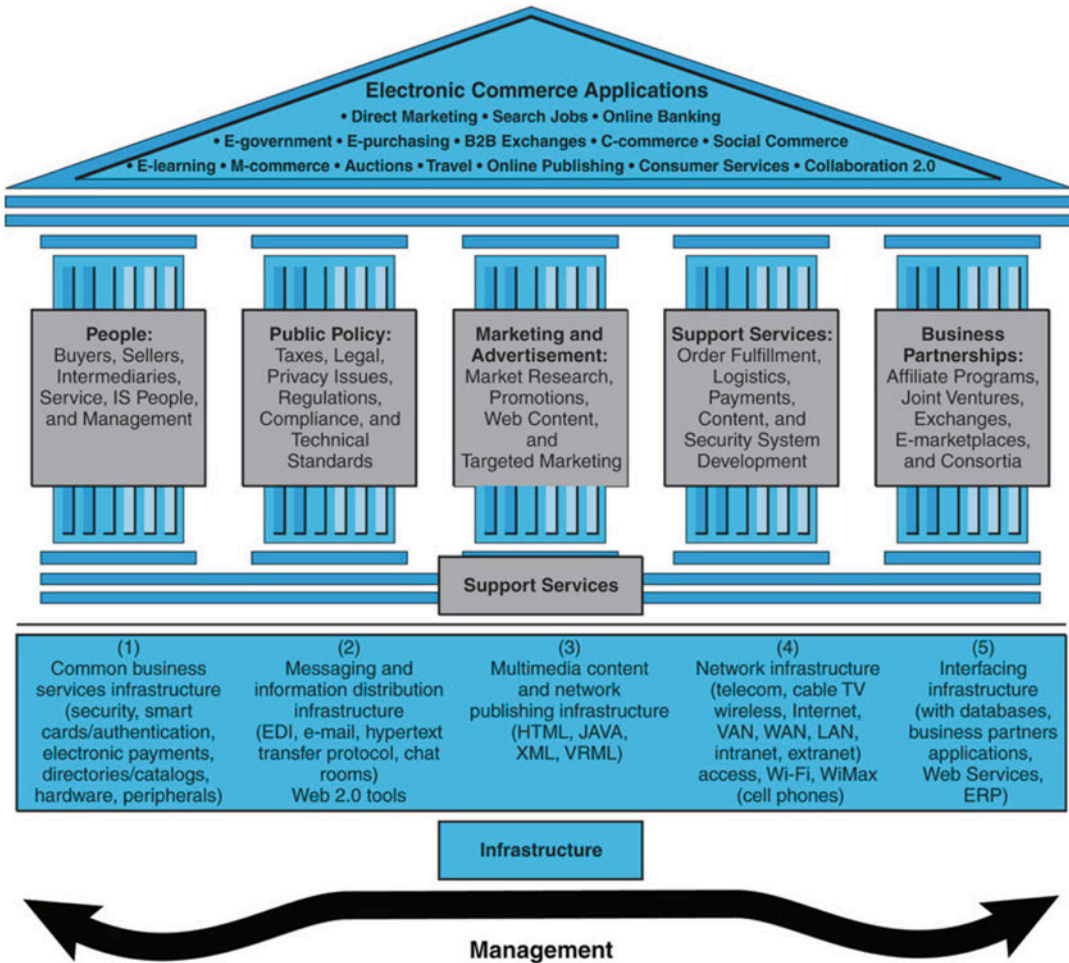 Electronic Commerce Applications
• Direct Marketing • Search Jobs • Online Banking
• E-government • E-purchasing • B2B Exchanges • C-commerce • Social Commerce
• E-learning • M-commerce • Auctions • Travel • Online Publishing • Consumer Services • Collaboration 2.0
People:
Buyers, Sellers,
Intermediaries,
Service, IS People,
and Management
Public Policy:
Taxes, Legal,
Privacy Issues,
Regulations,
Compliance, and
Technical
Standards
Marketing and
Advertisement:
Market Research,
Promotions,
Web Content,
and
Targeted Marketing
Support Services:
Order Fulfillment,
Logistics,
Payments,
Content, and
Security System
Development
Business
Partnerships:
Affiliate Programs,
Joint Ventures,
Exchanges,
E-marketplaces,
and Consortia
Support Services
(1)
Common business
services infrastructure
(security, smart
cards/authentication,
electronic payments,
directories/catalogs,
hardware, peripherals)
(2)
Messaging and
information distribution
infrastructure
(EDI, e-mail, hypertext
transfer protocol, chat
rooms)
Web 2.0 tools
(3)
Multimedia content
and network
publishing infrastructure
(HTML, JAVA,
XML, VRML)
(4)
Network infrastructure
(telecom, cable TV
wireless, Internet,
VAN, WAN, LAN,
intranet, extranet)
access, Wi-Fi, WiMax
(cell phones)
(5)
Interfacing
infrastructure
(with databases,
business partners
applications,
Web Services,
ERP)
Infrastructure
Management